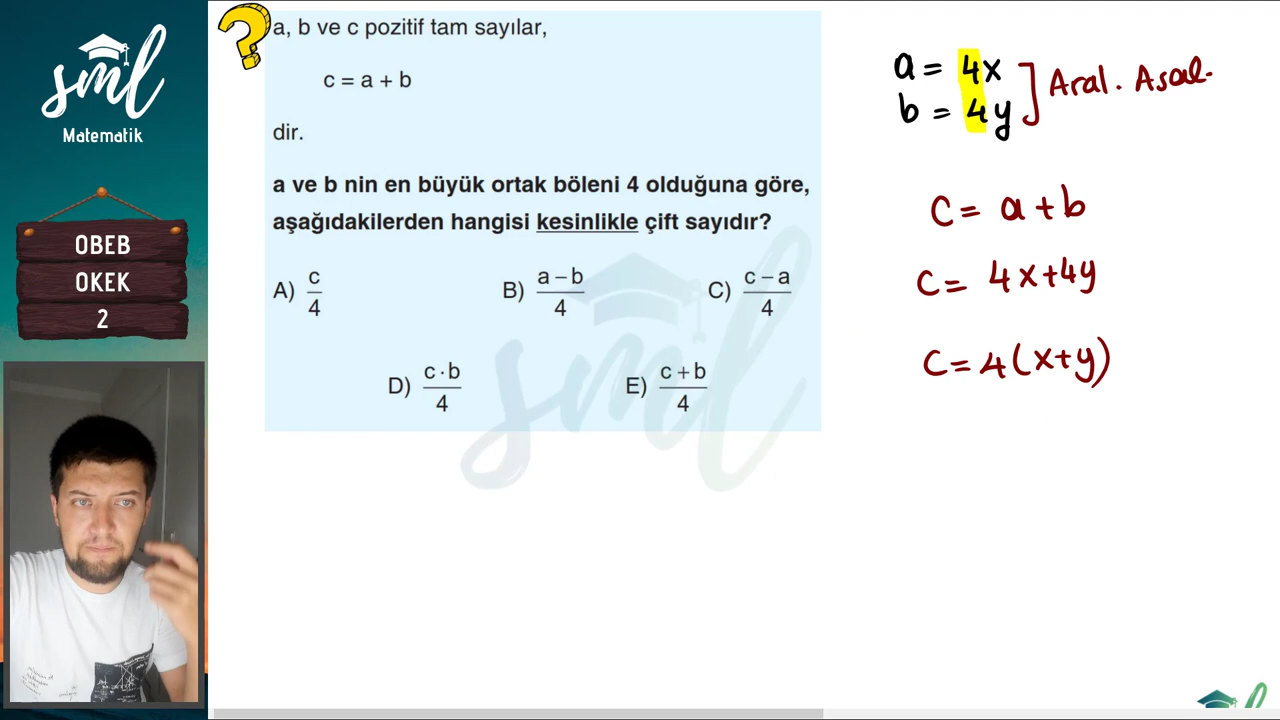 sml
Matematik
OBEB
OKEK
2
a, b ve c pozitif tam sayılar,
c = a + b
dir.
a ve b nin en büyük ortak böleni 4 olduğuna göre,
aşağıdakilerden hangisi kesinlikle çift sayıdır?
A) c/4 B) a − b/4 C) c − a/4
D) c · b/4 E) c + b/4
a = 4x
b = 4y ] Aral. Asal.
c = a + b
c = 4x + 4y
c = 4(x+y)